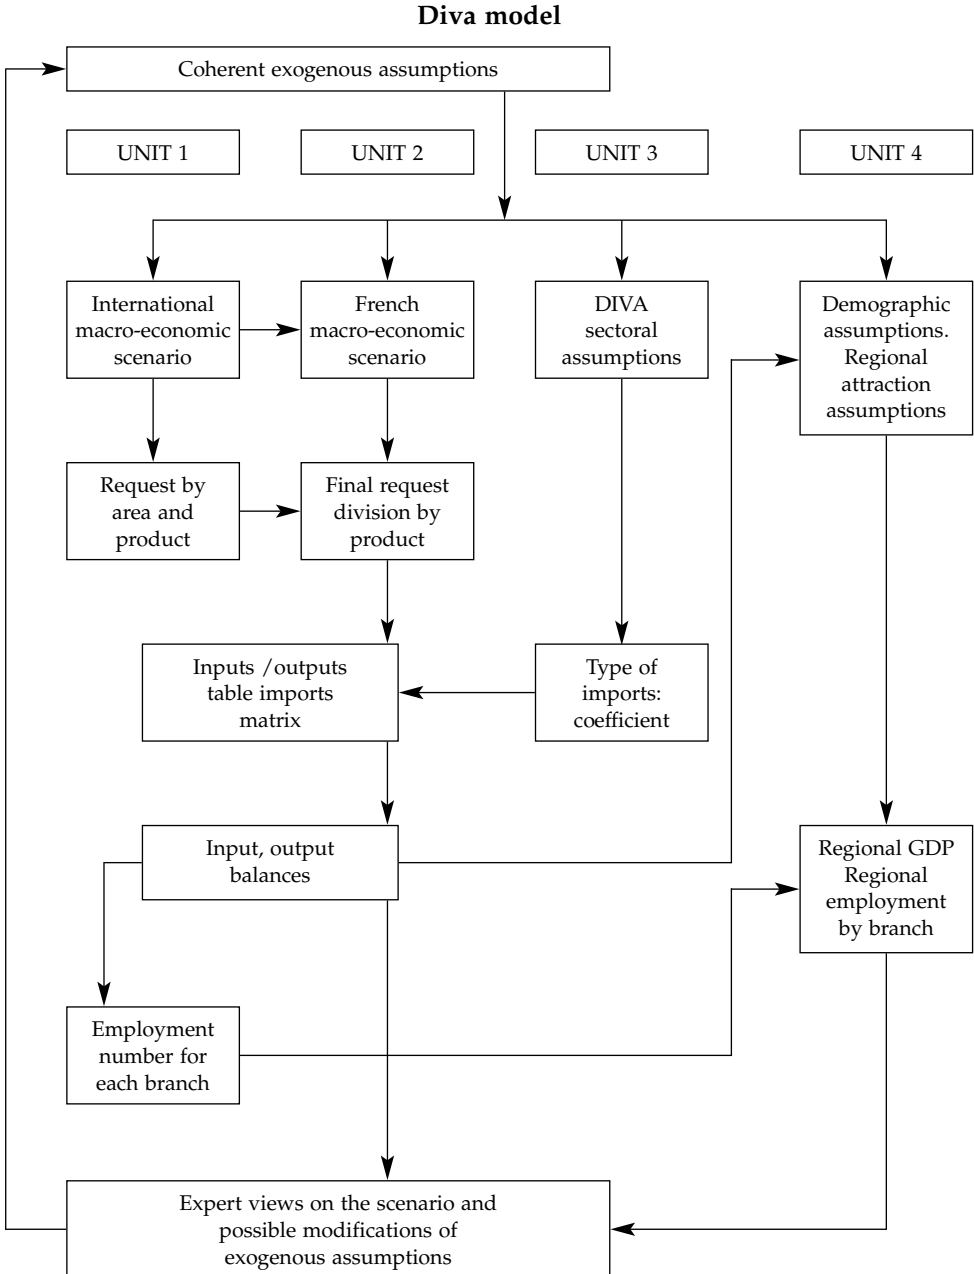 Diva model
Coherent exogenous assumptions
UNIT 1
UNIT 2
UNIT 3
UNIT 4
International
macro-economic
scenario
French
macro-economic
scenario
DIVA
sectoral
assumptions
Demographic
assumptions.
Regional
attraction
assumptions
Request by
area and
product
Final request
division by
product
Inputs /outputs
table imports
matrix
Type of
imports:
coefficient
Input, output
balances
Regional GDP
Regional
employment
by branch
Employment
number for
each branch
Expert views on the scenario and
possible modifications of
exogenous assumptions